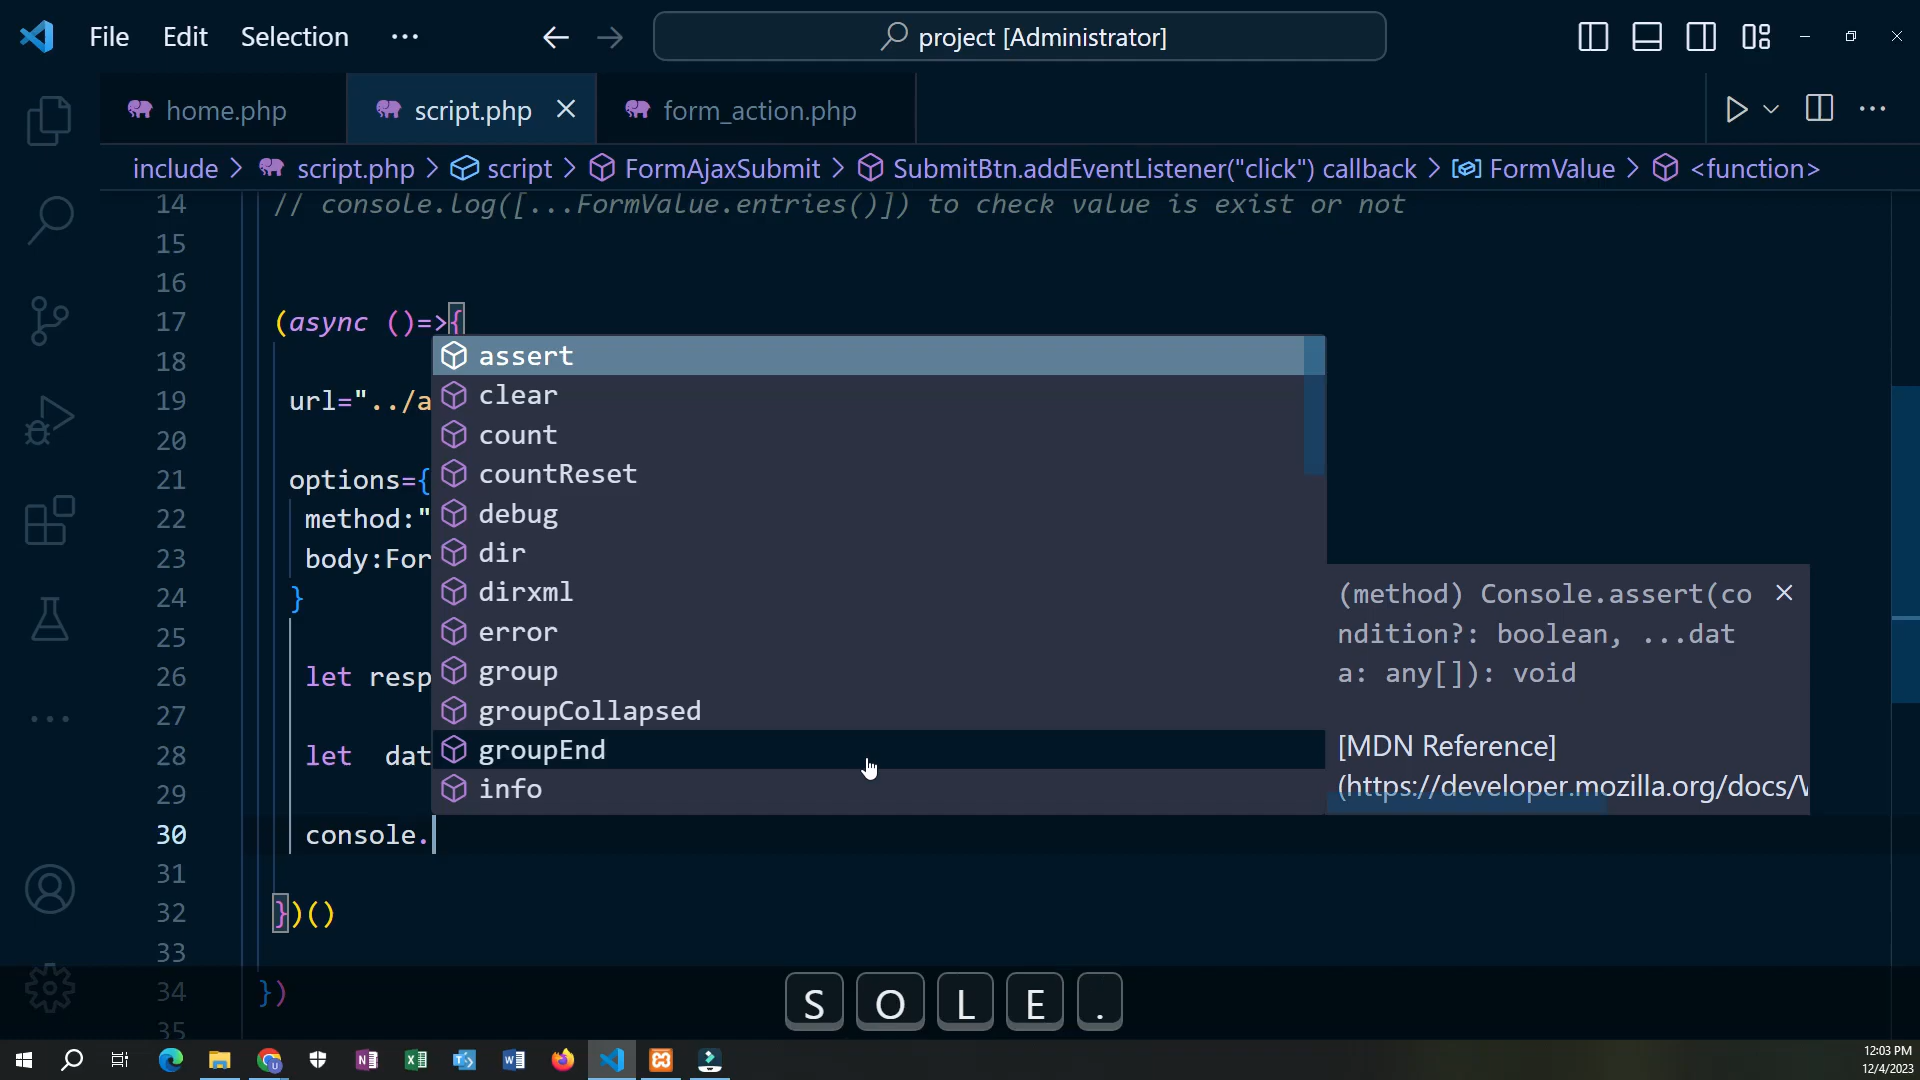 File Edit Selection ··· project [Administrator]
home.php script.php form_action.php
include > script.php > script > FormAjaxSubmit > SubmitBtn.addEventListener("click") callback > FormValue > <function>
14 // console.log([...FormValue.entries()]) to check value is exist or not
15
16
17 (async ()=>{
18
19 url="../a
20
21 options={
22 method:"
23 body:For
24 }
25
26 let resp
27
28 let dat
29
30 console.
31
32 })()
33
34 })
35
assert
clear
count
countReset
debug
dir
dirxml
error
group
groupCollapsed
groupEnd
info
(method) Console.assert(co
ndition?: boolean, ...dat
a: any[]): void
[MDN Reference]
(https://developer.mozilla.org/docs/
S O L E .
12:03 PM
12/4/2023